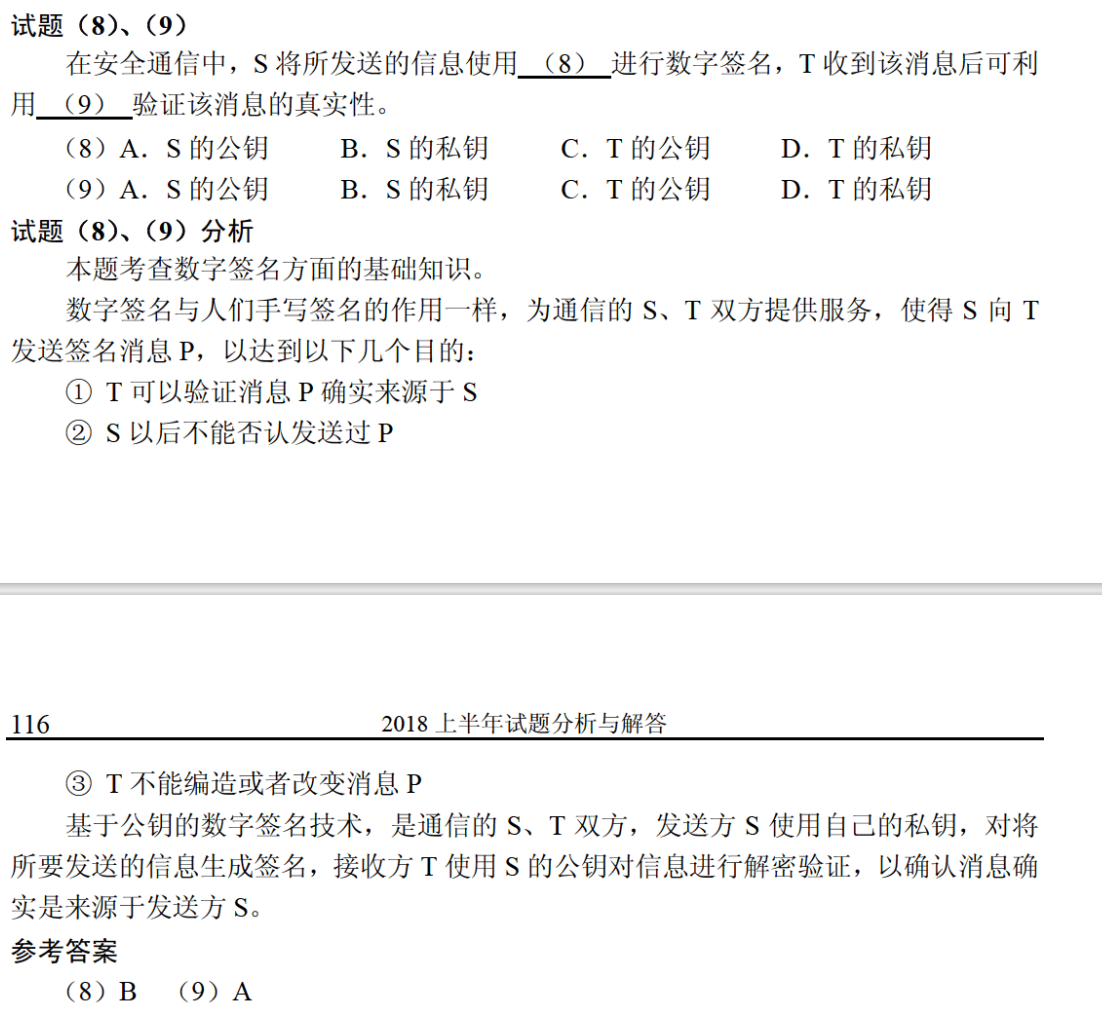 试题（8）、（9）
在安全通信中，S 将所发送的信息使用 （8） 进行数字签名，T 收到该消息后可利
用 （9） 验证该消息的真实性。
（8）A．S 的公钥 B．S 的私钥 C．T 的公钥 D．T 的私钥
（9）A．S 的公钥 B．S 的私钥 C．T 的公钥 D．T 的私钥
试题（8）、（9）分析
本题考查数字签名方面的基础知识。
数字签名与人们手写签名的作用一样，为通信的 S、T 双方提供服务，使得 S 向 T
发送签名消息 P，以达到以下几个目的：
① T 可以验证消息 P 确实来源于 S
② S 以后不能否认发送过 P
116 2018 上半年试题分析与解答
③ T 不能编造或者改变消息 P
基于公钥的数字签名技术，是通信的 S、T 双方，发送方 S 使用自己的私钥，对将
所要发送的信息生成签名，接收方 T 使用 S 的公钥对信息进行解密验证，以确认消息确
实是来源于发送方 S。
参考答案
（8）B （9）A